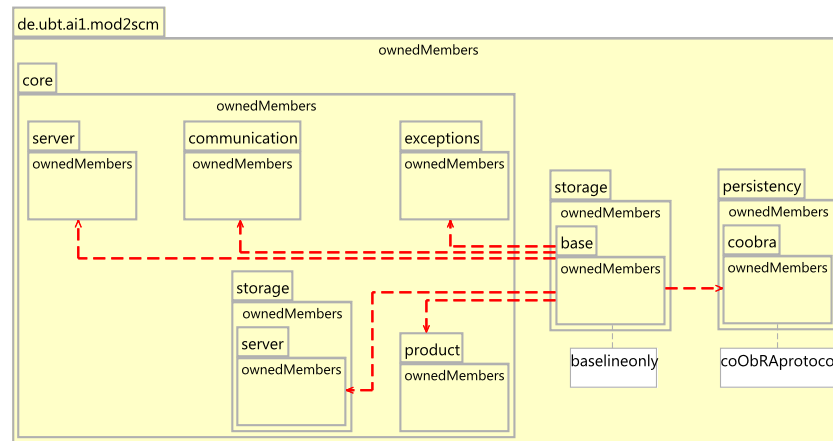 de.ubt.ai1.mod2scm
ownedMembers
core
ownedMembers
server
communication
exceptions
ownedMembers
ownedMembers
ownedMembers
storage
persistency
ownedMembers
ownedMembers
base
coobra
ownedMembers
ownedMembers
storage
ownedMembers
server
product
ownedMembers
ownedMembers
baselineonly
coObRAprotoco